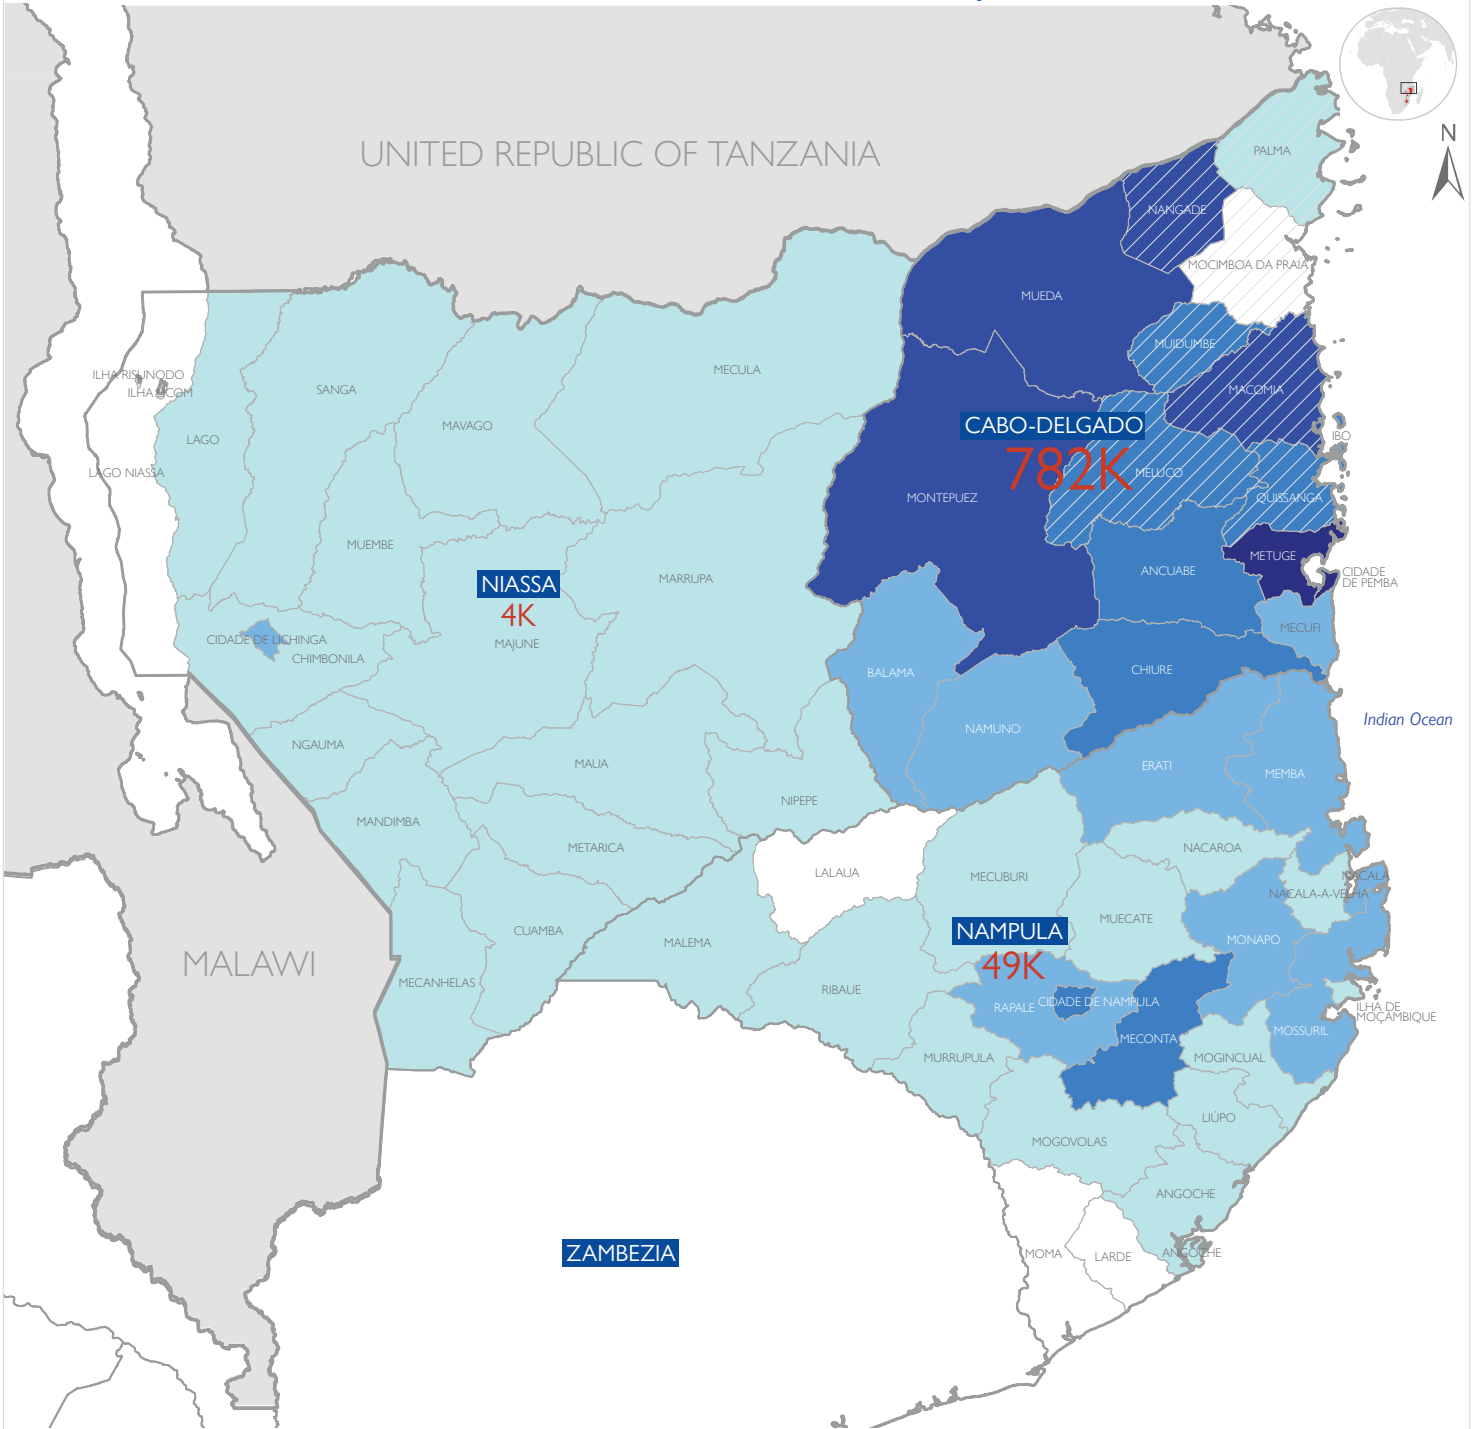 N
UNITED REPUBLIC OF TANZANIA
PALMA
NANGADE
MOCIMBOA DA PRAIA
MUEDA
MUIDUMBE
MECULA
ILHA RISUNODO
ILHA LICOM
SANGA
MACOMIA
MAVAGO
CABO-DELGADO
782K
IBO
LAGO
LAGO NIASSA
MELUCO
MONTEPUEZ
QUISSANGA
MUEMBE
METUGE
ANCUABE
CIDADE
DE PEMBA
MARRUPA
NIASSA
4K
MECUFI
CIDADE DE LICHINGA
MAJUNE
CHIMBONILA
BALAMA
CHIURE
Indian Ocean
NAMUNO
NGAUMA
MAUA
ERATI
MEMBA
NIPEPE
MANDIMBA
METARICA
NACAROA
LALAUA
MECUBURI
NACALA
NACALA-A-VELHA
MUECATE
CUAMBA
NAMPULA
49K
MALEMA
MONAPO
MALAWI
MECANHELAS
RIBAUE
CIDADE DE NAMPULA
RAPALE
ILHA DE
MOÇAMBIQUE
MOSSURIL
MECONTA
MURRUPULA
MOGINCUAL
LIÚPO
MOGOVOLAS
ANGOCHE
ZAMBEZIA
MOMA
LARDE
ANGOCHE